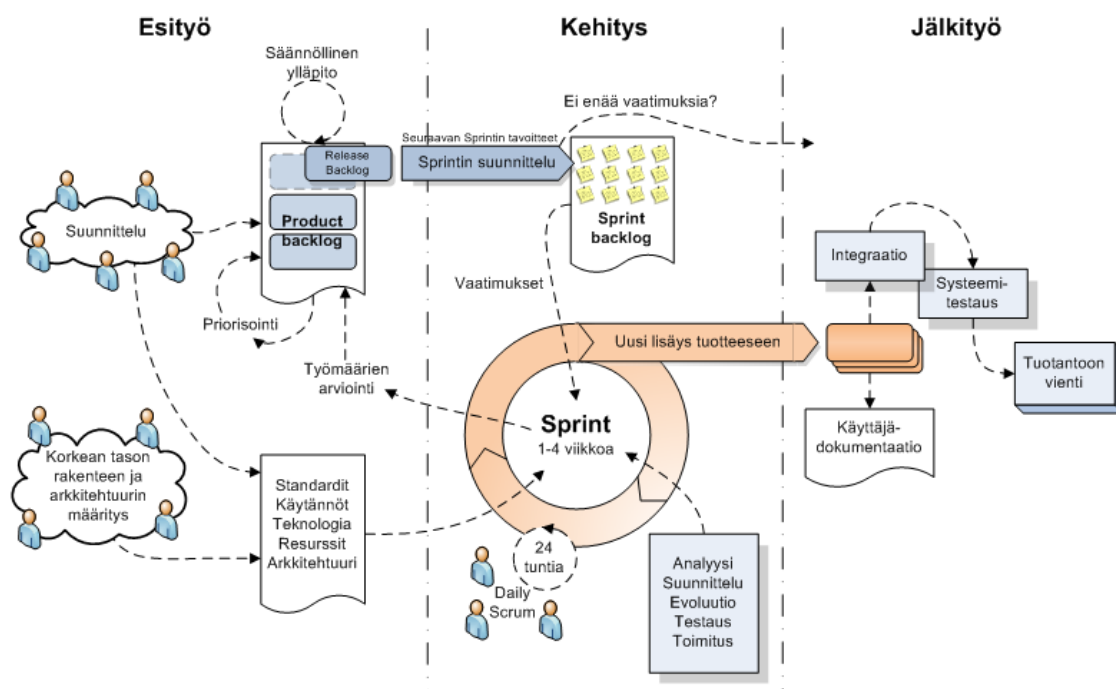 Esityö
Kehitys
Jälkityö
Säännöllinen
ylläpito
Release
Backlog
Product
backlog
Suunnittelu
Priorisointi
Työmäärien
arviointi
Korkean tason
rakenteen ja
arkkitehtuurin
määritys
Standardit
Käytännöt
Teknologia
Resurssit
Arkkitehtuuri
Seuraavan Sprintin tavoitteet
Sprintin suunnittelu
Ei enää vaatimuksia?
Sprint
backlog
Vaatimukset
Uusi lisäys tuotteeseen
Sprint
1-4 viikkoa
24
tuntia
Daily
Scrum
Analyysi
Suunnittelu
Evoluutio
Testaus
Toimitus
Integraatio
Systeemi-
testaus
Tuotantoon
vienti
Käyttäjä-
dokumentaatio